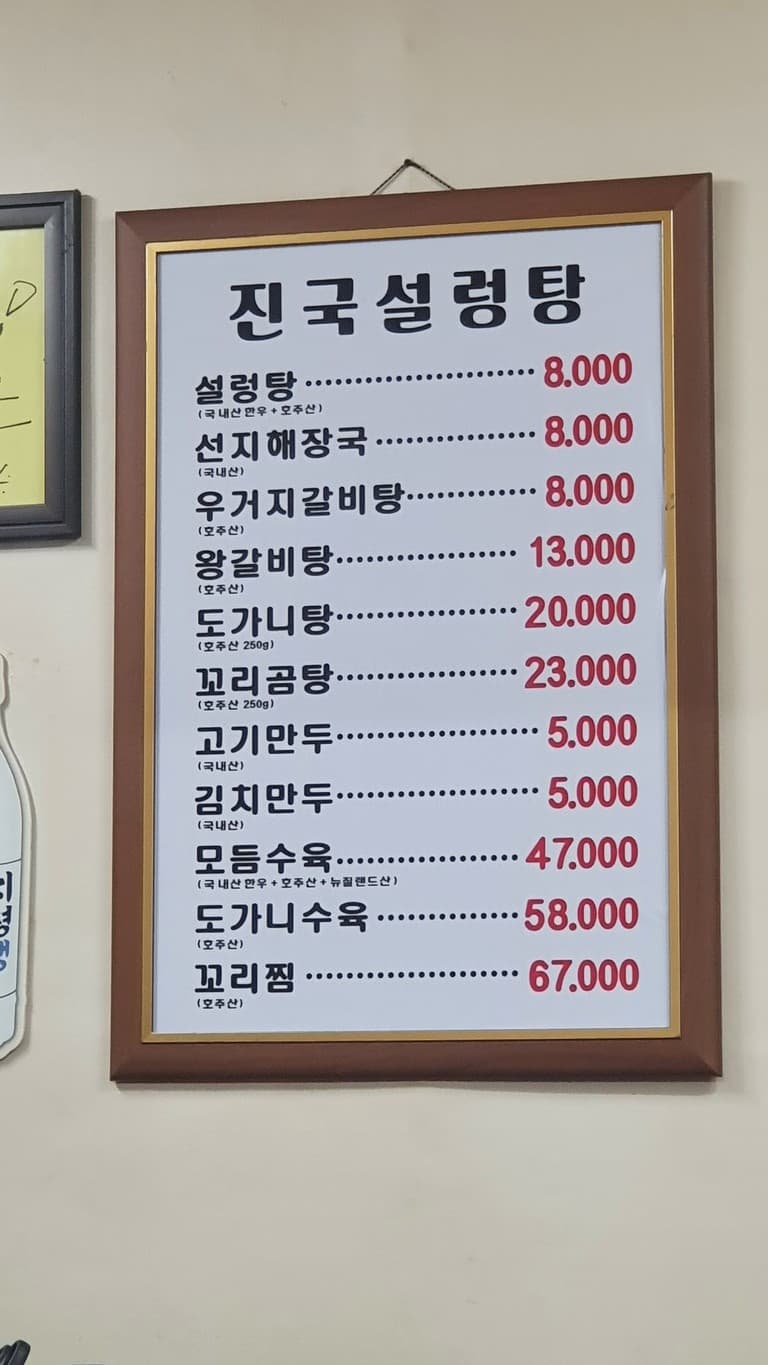 진국설렁탕
설렁탕 ······················· 8.000
(국내산 한우 + 호주산)
선지해장국 ················ 8.000
(국내산)
우거지갈비탕 ············· 8.000
(호주산)
왕갈비탕 ·················· 13.000
(호주산)
도가니탕 ·················· 20.000
(호주산 250g)
꼬리곰탕 ·················· 23.000
(호주산 250g)
고기만두 ···················· 5.000
(국내산)
김치만두 ···················· 5.000
(국내산)
모듬수육 ·················· 47.000
(국내산 한우 + 호주산 + 뉴질랜드산)
도가니수육 ·············· 58.000
(호주산)
꼬리찜 ····················· 67.000
(호주산)